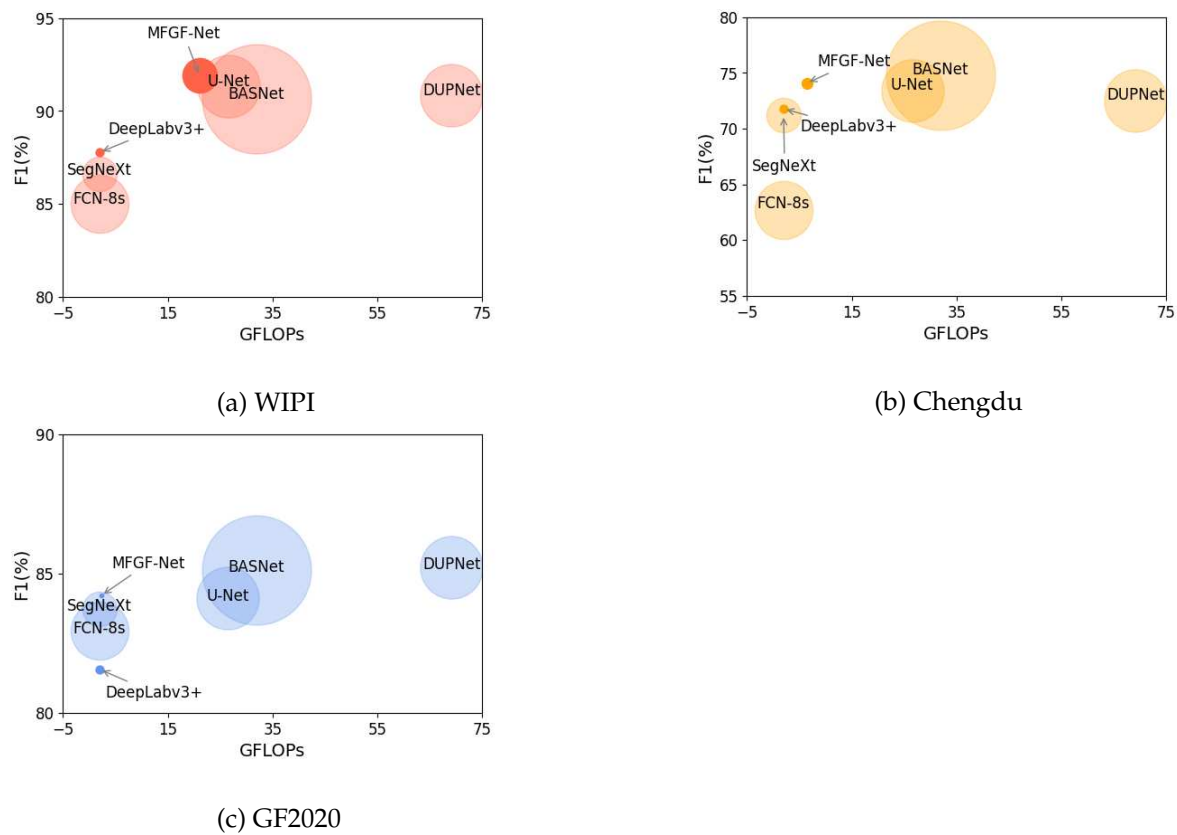 95
MFGF-Net
U-Net
BASNet
DUPNet
90
DeepLabv3+
SegNeXt
FCN-8s
85
80
F1(%)
−5 15 35 55 75
GFLOPs
(a) WIPI
80
MFGF-Net
BASNet
U-Net
DUPNet
75
DeepLabv3+
70
SegNeXt
65
FCN-8s
60
55
F1(%)
−5 15 35 55 75
GFLOPs
(b) Chengdu
90
MFGF-Net
BASNet
DUPNet
85
SegNeXt
U-Net
FCN-8s
DeepLabv3+
80
F1(%)
−5 15 35 55 75
GFLOPs
(c) GF2020